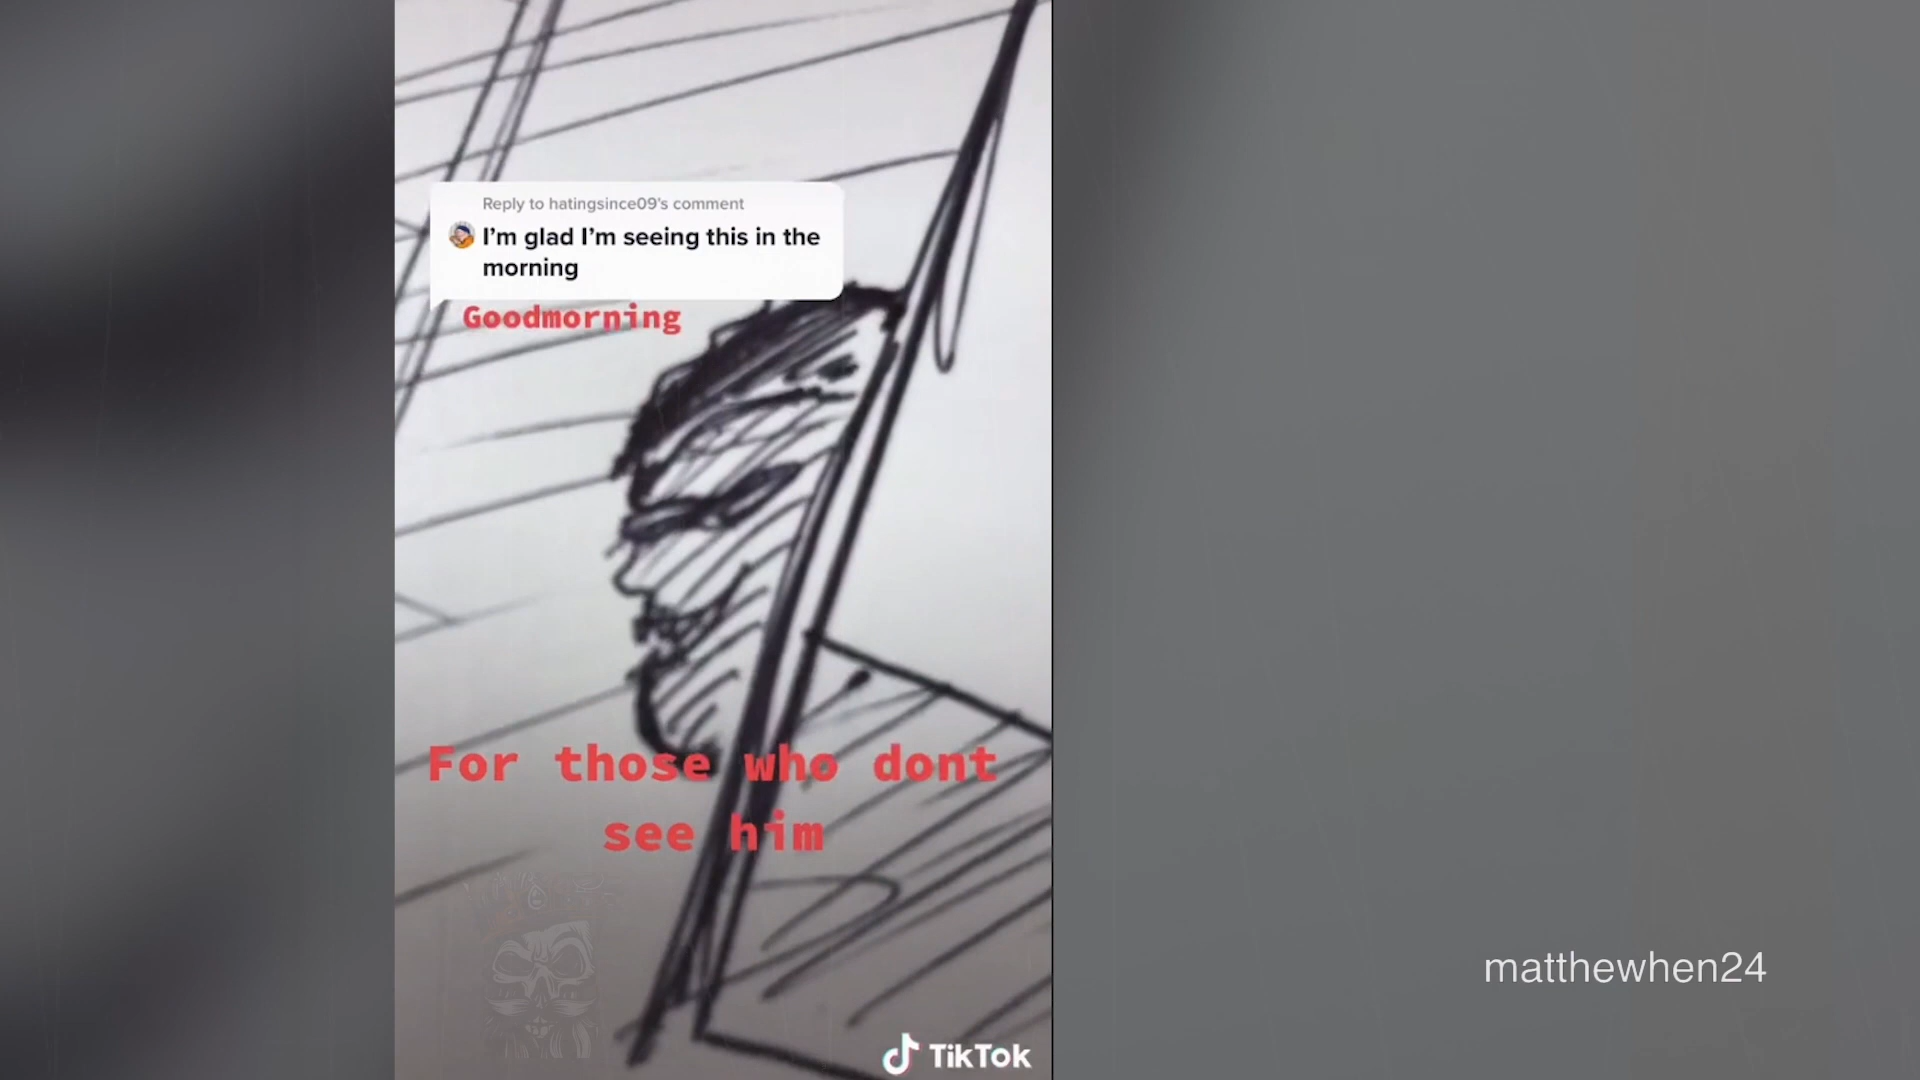 Reply to hatingsince09's comment
I'm glad I'm seeing this in the
morning
Goodmorning
For those who dont
see him
matthewhen24
TikTok